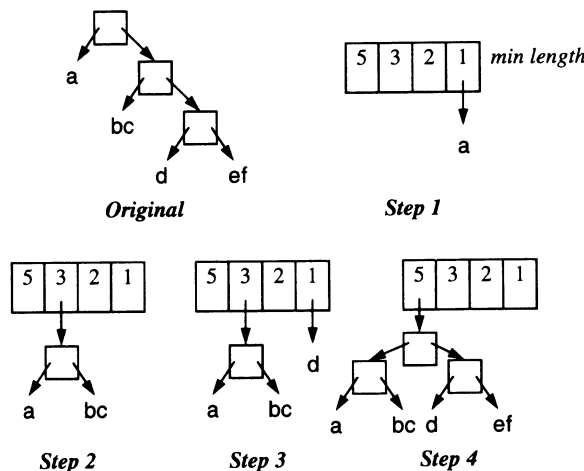 a
bc
d ef
Original
5 3 2 1 min length
a
Step 1
5 3 2 1
a bc
Step 2
5 3 2 1
d
a bc
Step 3
5 3 2 1
a bc d ef
Step 4